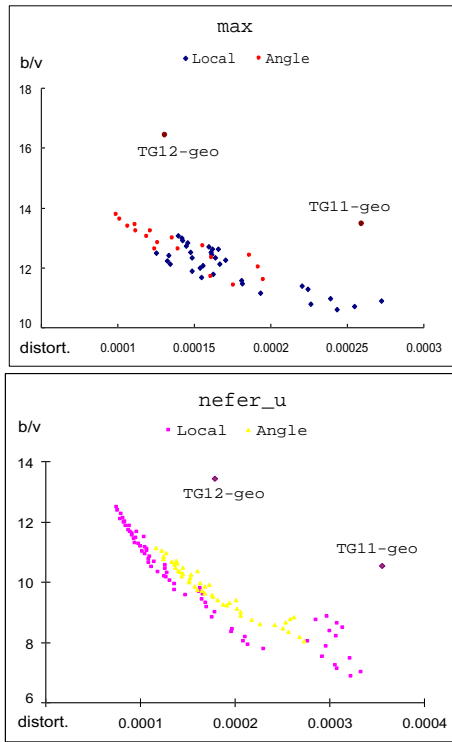 max
b/v
Local Angle
18
16
TG12-geo
14
TG11-geo
12
10
distort. 0.0001 0.00015 0.0002 0.00025 0.0003
nefer_u
b/v
Local Angle
14
TG12-geo
12
TG11-geo
10
8
6
distort. 0.0001 0.0002 0.0003 0.0004